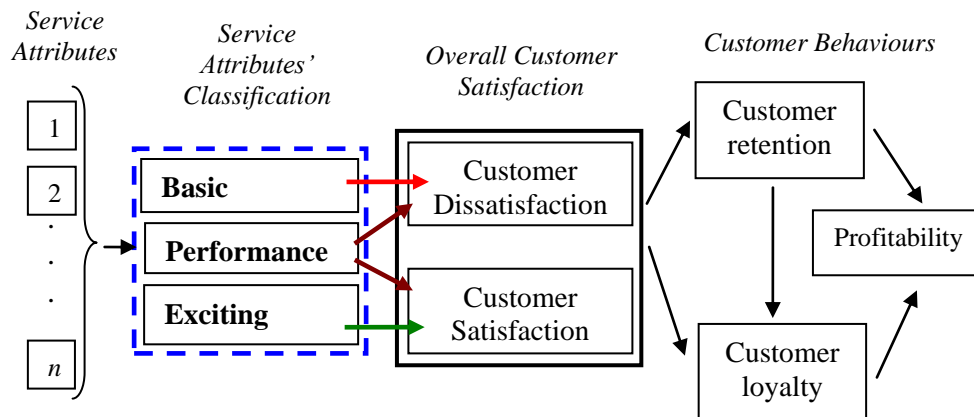 Service
Attributes
Service
Attributes’
Classification
Overall Customer
Satisfaction
Customer Behaviours
1
2
.
.
.
n
Basic
Performance
Exciting
Customer
Dissatisfaction
Customer
Satisfaction
Customer
retention
Profitability
Customer
loyalty